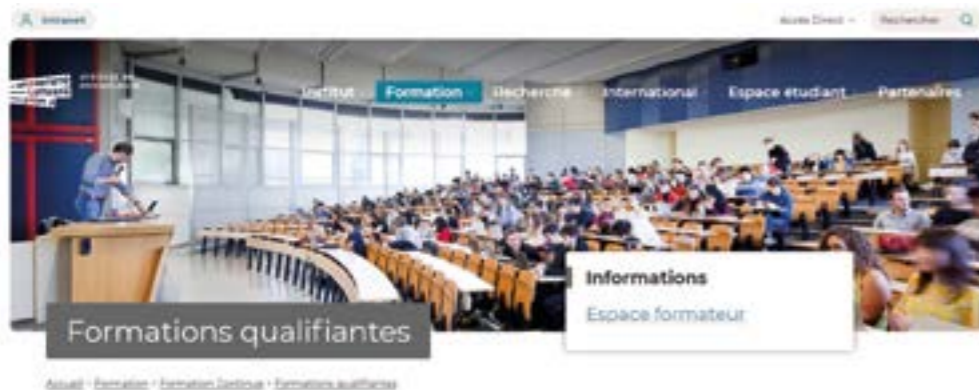 Intranet
Accès Direct
Rechercher
Institut Formation Recherche International Espace étudiant Partenaires
Informations
Espace formateur
Formations qualifiantes
Accueil › Formation › Formation Continue › Formations qualifiantes